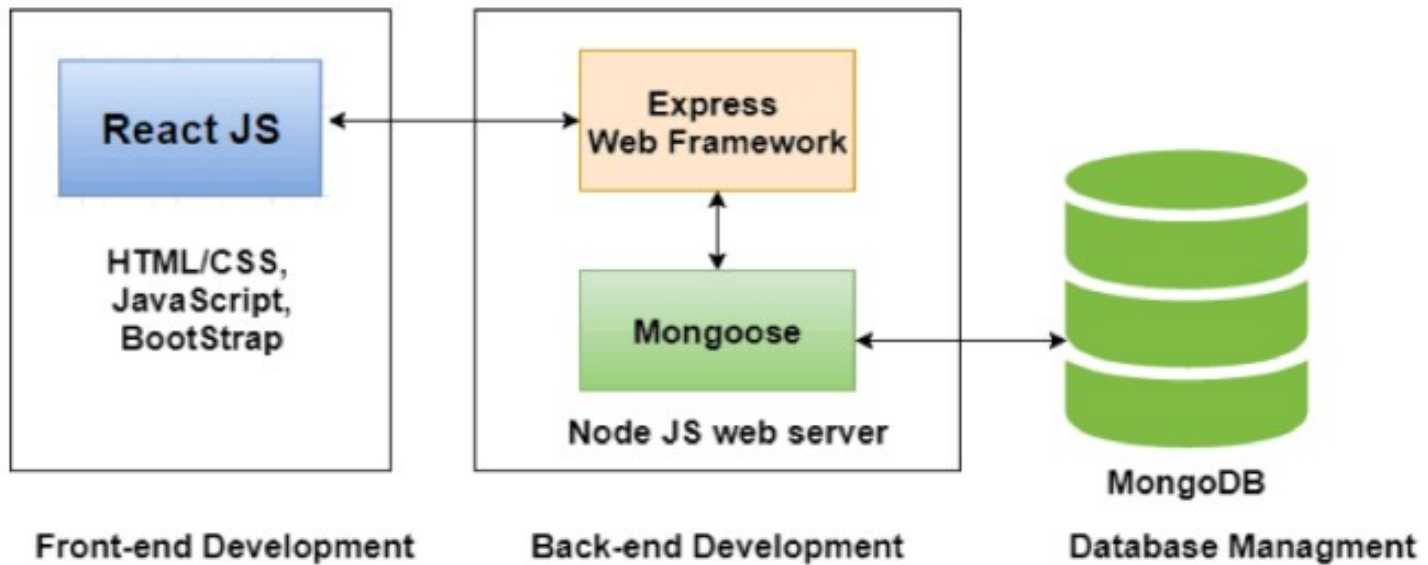 React JS
HTML/CSS,
JavaScript,
BootStrap
Express
Web Framework
Mongoose
Node JS web server
MongoDB
Front-end Development
Back-end Development
Database Managment